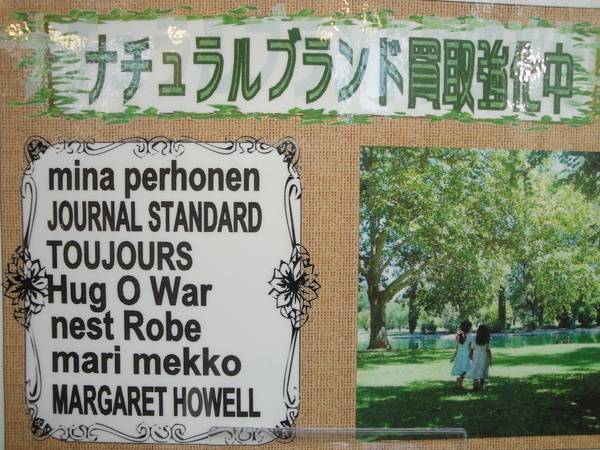 ナチュラルブランド買取強化中
mina perhonen
JOURNAL STANDARD
TOUJOURS
Hug O War
nest Robe
mari mekko
MARGARET HOWELL